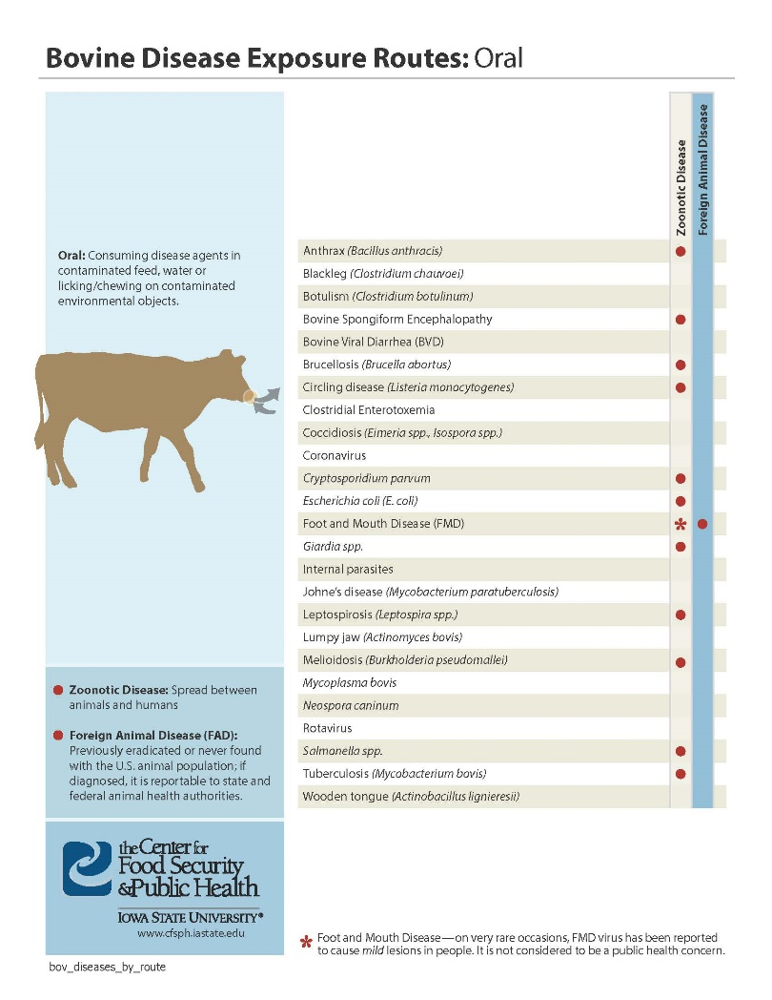 Bovine Disease Exposure Routes: Oral
Zoonotic Disease
Foreign Animal Disease
Oral: Consuming disease agents in
contaminated feed, water or
licking/chewing on contaminated
environmental objects.
Anthrax (Bacillus anthracis)
Blackleg (Clostridium chauvoei)
Botulism (Clostridium botulinum)
Bovine Spongiform Encephalopathy
Bovine Viral Diarrhea (BVD)
Brucellosis (Brucella abortus)
Circling disease (Listeria monocytogenes)
Clostridial Enterotoxemia
Coccidiosis (Eimeria spp., Isospora spp.)
Coronavirus
Cryptosporidium parvum
Escherichia coli (E. coli)
Foot and Mouth Disease (FMD) *
Giardia spp.
Internal parasites
Johne's disease (Mycobacterium paratuberculosis)
Leptospirosis (Leptospira spp.)
Lumpy jaw (Actinomyces bovis)
Melioidosis (Burkholderia pseudomallei)
Mycoplasma bovis
Neospora caninum
Rotavirus
Salmonella spp.
Tuberculosis (Mycobacterium bovis)
Wooden tongue (Actinobacillus lignieresii)
Zoonotic Disease: Spread between
animals and humans
Foreign Animal Disease (FAD):
Previously eradicated or never found
with the U.S. animal population; if
diagnosed, it is reportable to state and
federal animal health authorities.
the Center for
Food Security
&Public Health
IOWA STATE UNIVERSITY®
www.cfsph.iastate.edu
* Foot and Mouth Disease—on very rare occasions, FMD virus has been reported
to cause mild lesions in people. It is not considered to be a public health concern.
bov_diseases_by_route